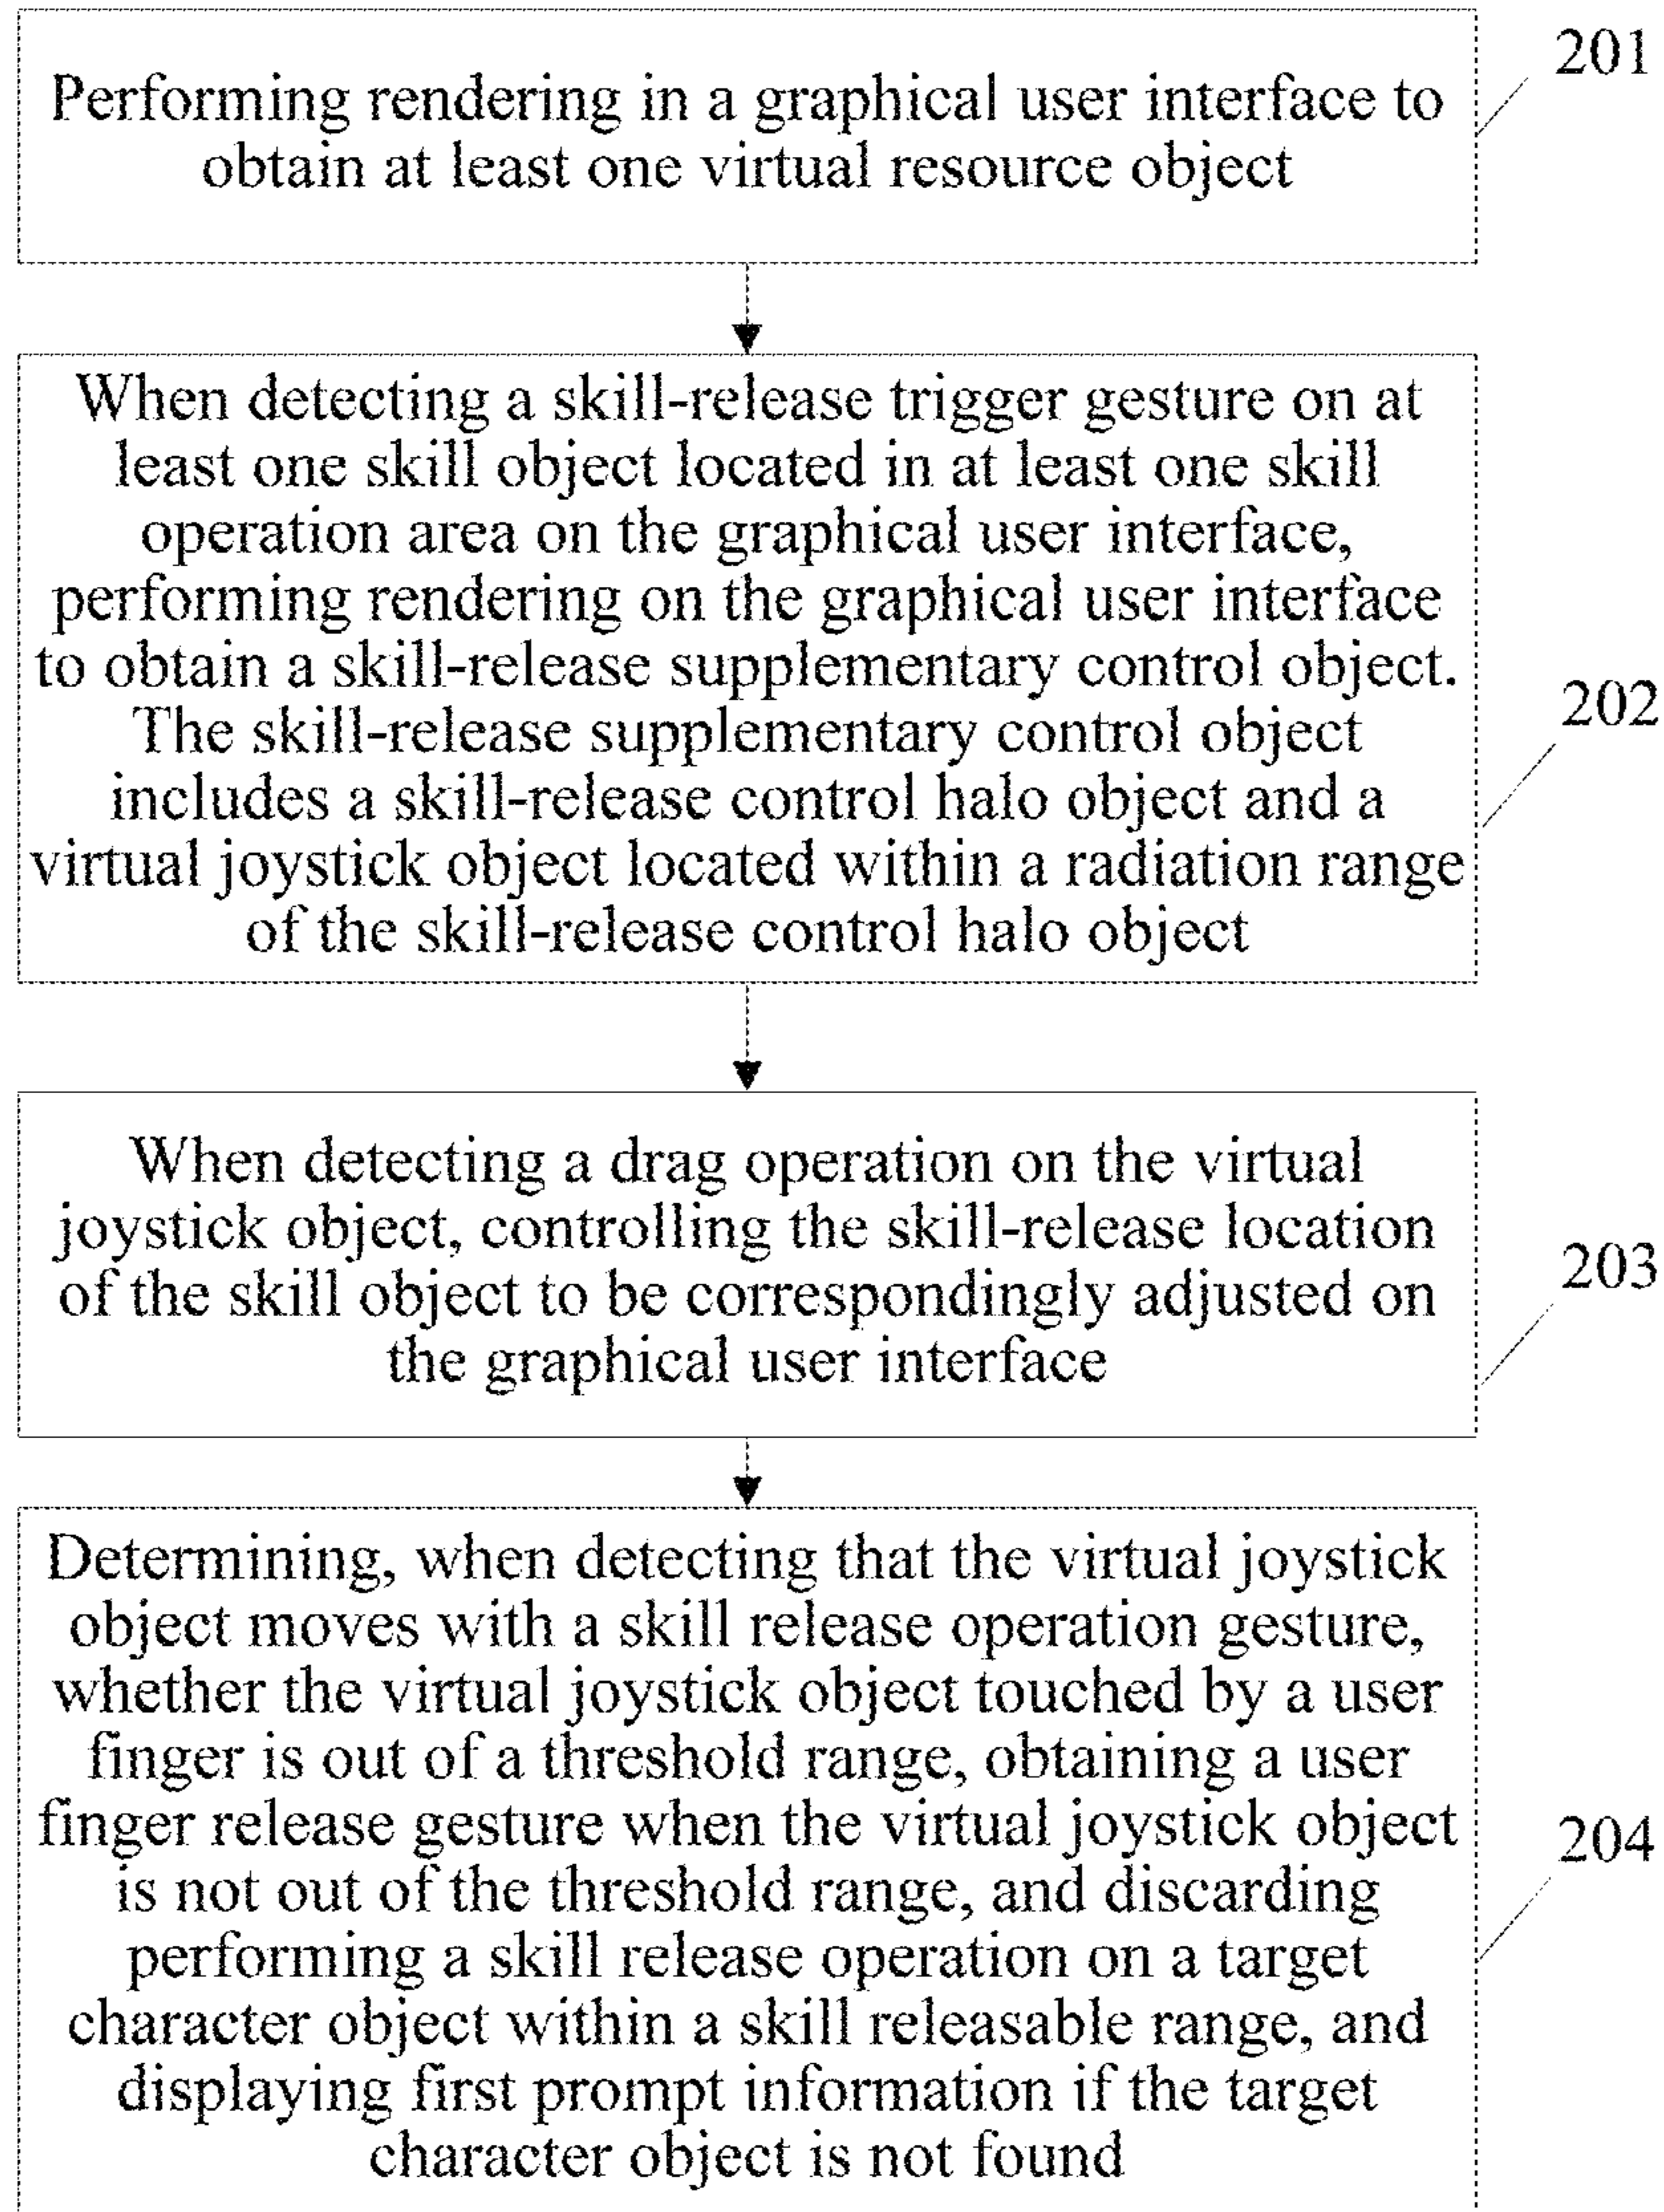 Performing rendering in a graphical user interface to
obtain at least one virtual resource object
201
When detecting a skill-release trigger gesture on at
least one skill object located in at least one skill
operation area on the graphical user interface,
performing rendering on the graphical user interface
to obtain a skill-release supplementary control object.
The skill-release supplementary control object
includes a skill-release control halo object and a
virtual joystick object located within a radiation range
of the skill-release control halo object
202
When detecting a drag operation on the virtual
joystick object, controlling the skill-release location
of the skill object to be correspondingly adjusted on
the graphical user interface
203
Determining, when detecting that the virtual joystick
object moves with a skill release operation gesture,
whether the virtual joystick object touched by a user
finger is out of a threshold range, obtaining a user
finger release gesture when the virtual joystick object
is not out of the threshold range, and discarding
performing a skill release operation on a target
character object within a skill releasable range, and
displaying first prompt information if the target
character object is not found
204